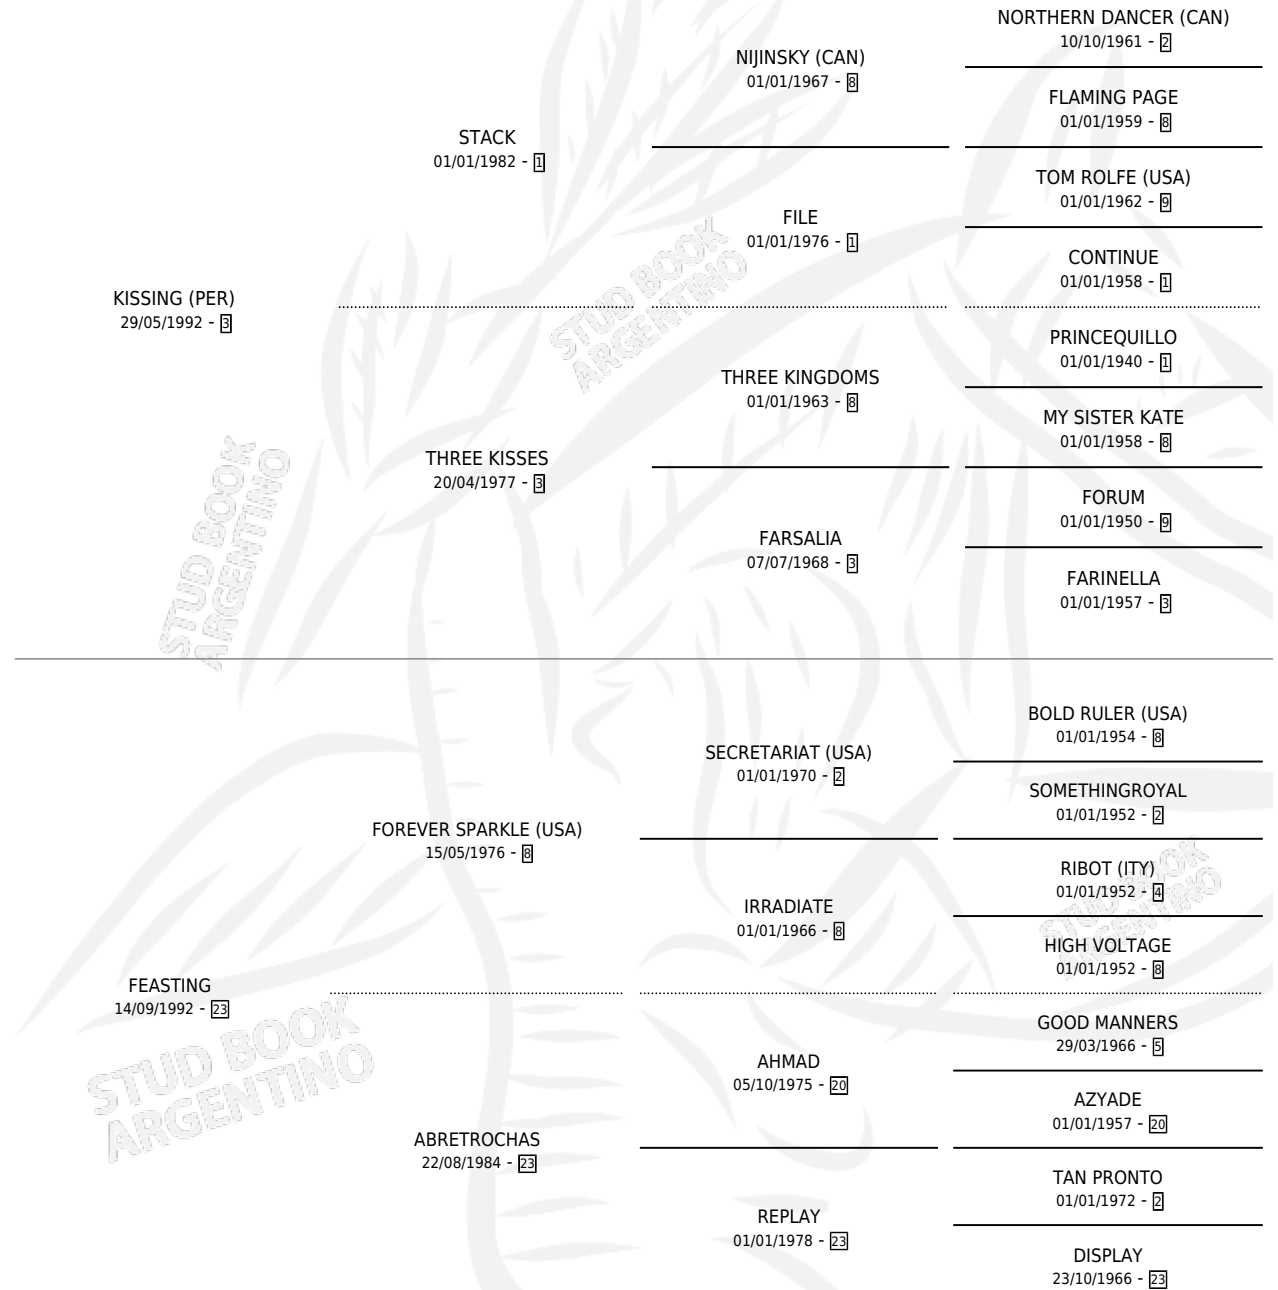 NORTHERN DANCER (CAN)
10/10/1961 - 2
NIJINSKY (CAN)
01/01/1967 - 8
FLAMING PAGE
01/01/1959 - 8
STACK
01/01/1982 - 1
TOM ROLFE (USA)
01/01/1962 - 9
FILE
01/01/1976 - 1
CONTINUE
01/01/1958 - 1
KISSING (PER)
29/05/1992 - 3
PRINCEQUILLO
01/01/1940 - 1
THREE KINGDOMS
01/01/1963 - 8
MY SISTER KATE
01/01/1958 - 8
THREE KISSES
20/04/1977 - 3
FORUM
01/01/1950 - 9
FARSALIA
07/07/1968 - 3
FARINELLA
01/01/1957 - 3
STUD BOOK
ARGENTINO
STUD BOOK
ARGENTINO
BOLD RULER (USA)
01/01/1954 - 8
SECRETARIAT (USA)
01/01/1970 - 2
SOMETHINGROYAL
01/01/1952 - 2
FOREVER SPARKLE (USA)
15/05/1976 - 8
RIBOT (ITY)
01/01/1952 - 4
IRRADIATE
01/01/1966 - 8
HIGH VOLTAGE
01/01/1952 - 8
STUD BOOK
ARGENTINO
FEASTING
14/09/1992 - 23
GOOD MANNERS
29/03/1966 - 5
AHMAD
05/10/1975 - 20
AZYADE
01/01/1957 - 20
STUD BOOK
ARGENTINO
ABRETROCHAS
22/08/1984 - 23
TAN PRONTO
01/01/1972 - 2
REPLAY
01/01/1978 - 23
DISPLAY
23/10/1966 - 23